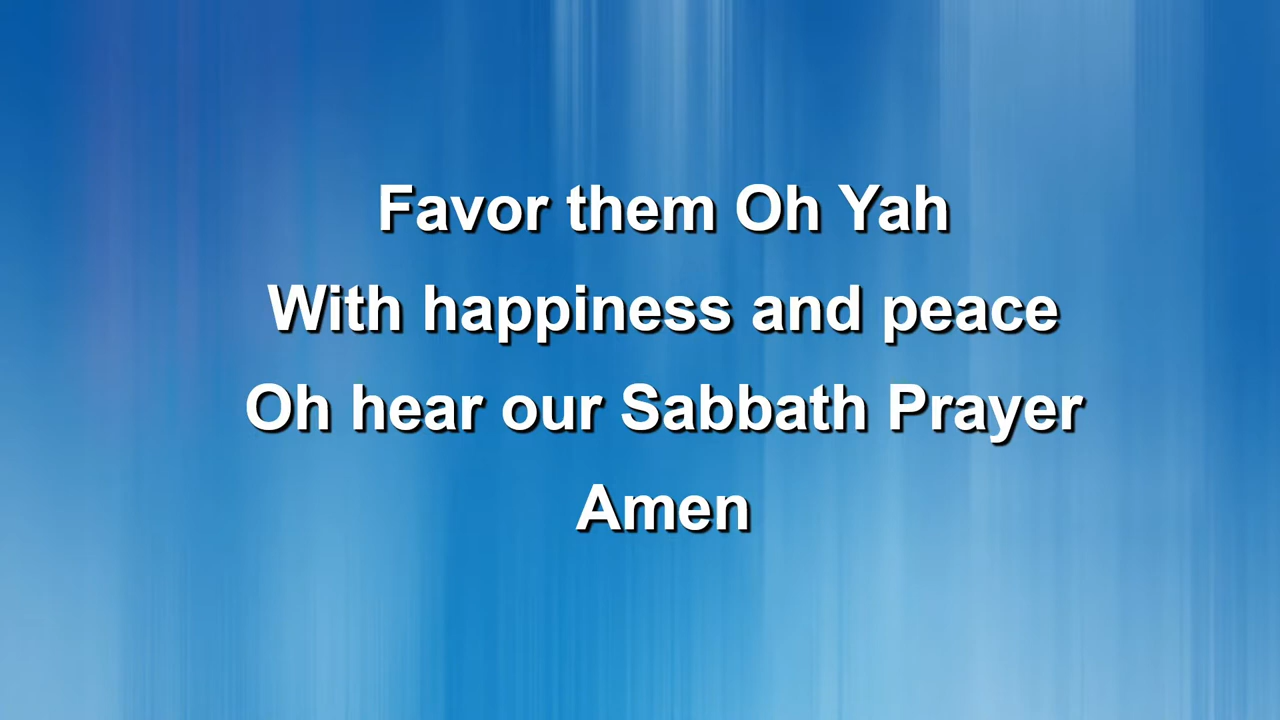 Favor them Oh Yah
With happiness and peace
Oh hear our Sabbath Prayer
Amen